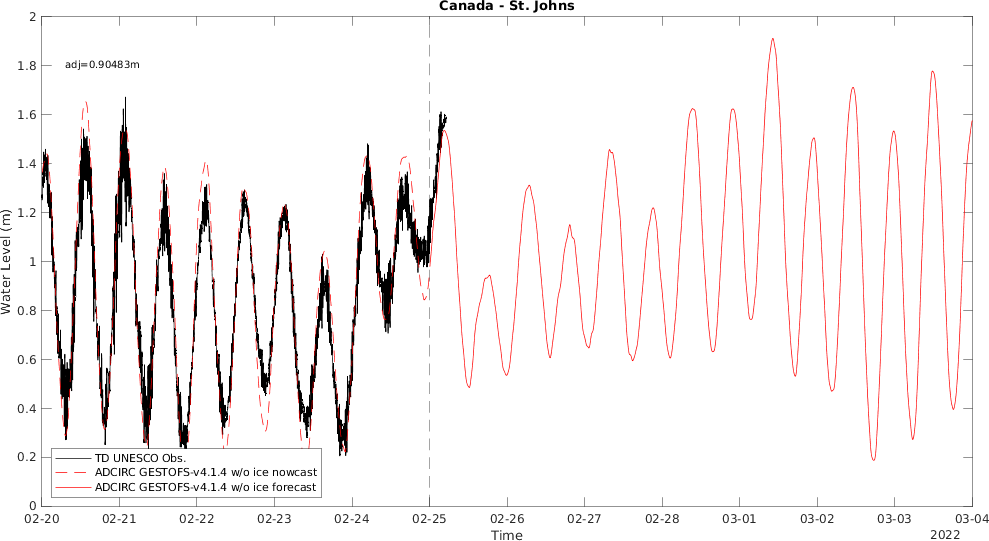 Canada - St. Johns
2
1.8
1.6
1.4
1.2
1
0.8
0.6
0.4
0.2
0
Water Level (m)
adj=0.90483m
TD UNESCO Obs.
ADCIRC GESTOFS-v4.1.4 w/o ice nowcast
ADCIRC GESTOFS-v4.1.4 w/o ice forecast
02-20 02-21 02-22 02-23 02-24 02-25 02-26 02-27 02-28 03-01 03-02 03-03 03-04
Time
2022